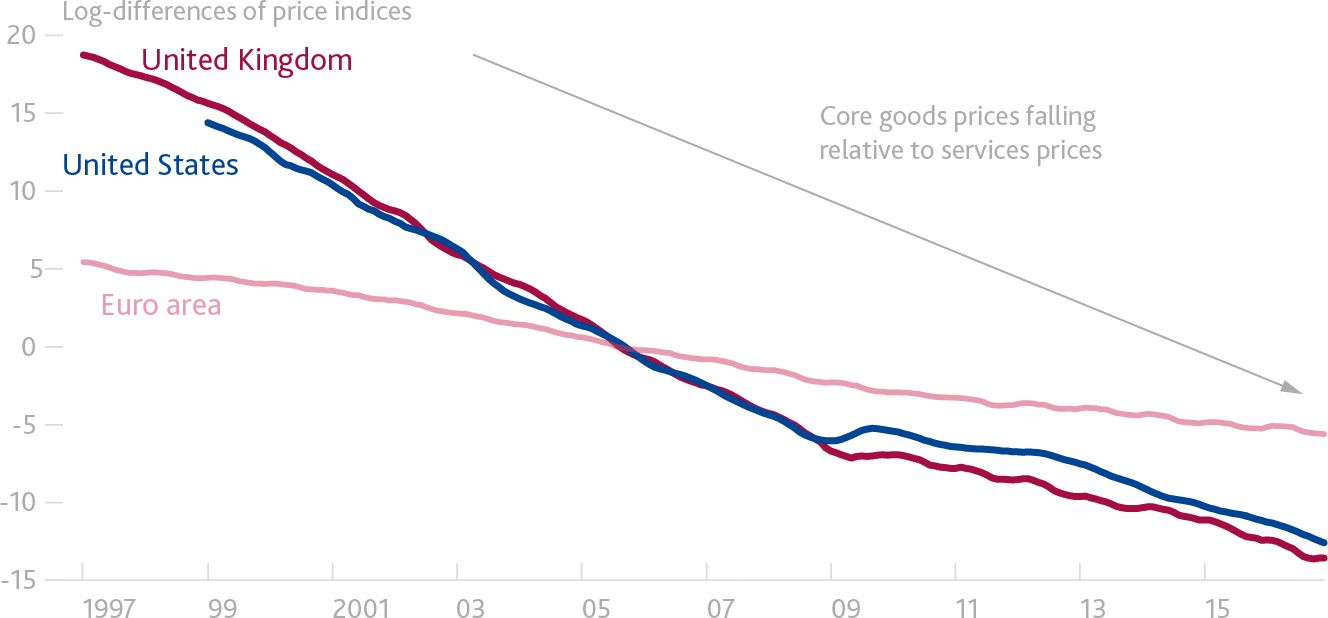 Log-differences of price indices
20
United Kingdom
15
Core goods prices falling
relative to services prices
United States
10
5
Euro area
0
-5
-10
-15
1997 99 2001 03 05 07 09 11 13 15